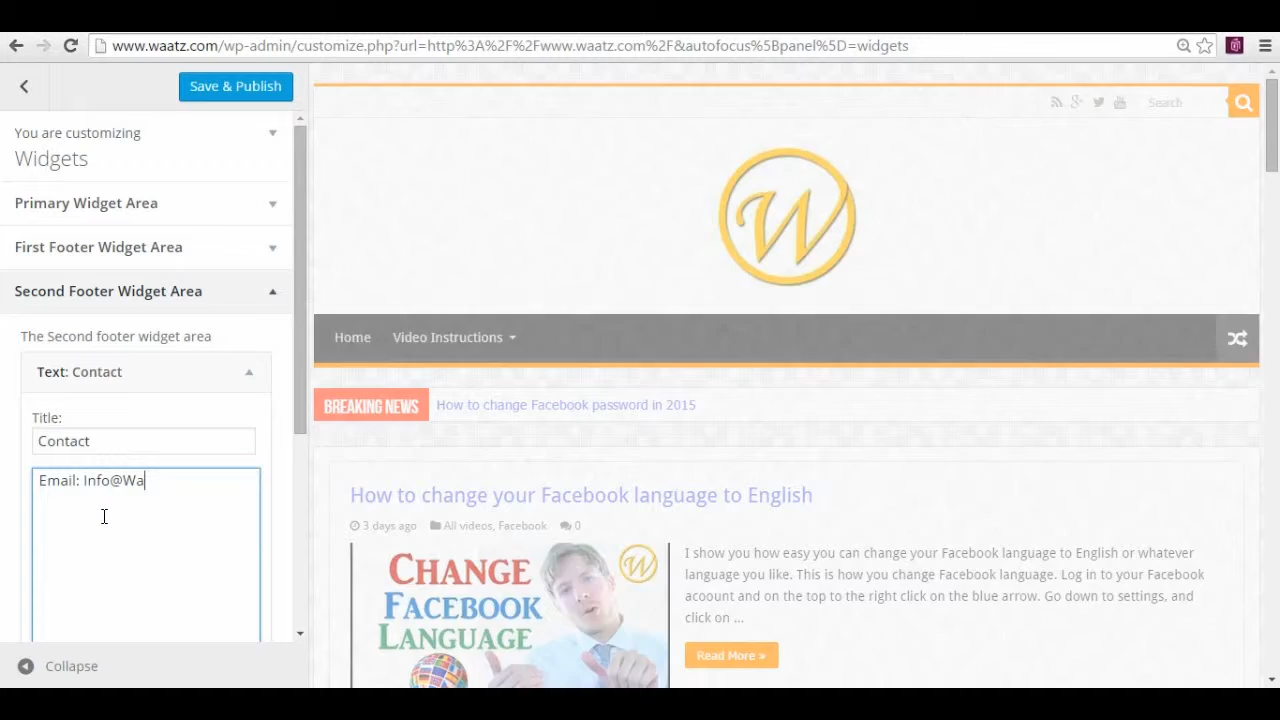 www.waatz.com/wp-admin/customize.php?url=http%3A%2F%2Fwww.waatz.com%2F&autofocus%5Bpanel%5D=widgets
Save & Publish
You are customizing
Widgets
Primary Widget Area
First Footer Widget Area
Second Footer Widget Area
The Second footer widget area
Text: Contact
Title:
Contact
Email: Info@Wa
Collapse
Search
W
Home
Video Instructions
BREAKING NEWS
How to change Facebook password in 2015
How to change your Facebook language to English
3 days ago
All videos, Facebook
0
CHANGE
FACEBOOK
LANGUAGE
W
I show you how easy you can change your Facebook language to English or whatever
language you like. This is how you change Facebook language. Log in to your Facebook
acoount and on the top to the right click on the blue arrow. Go down to settings, and
click on ...
Read More »